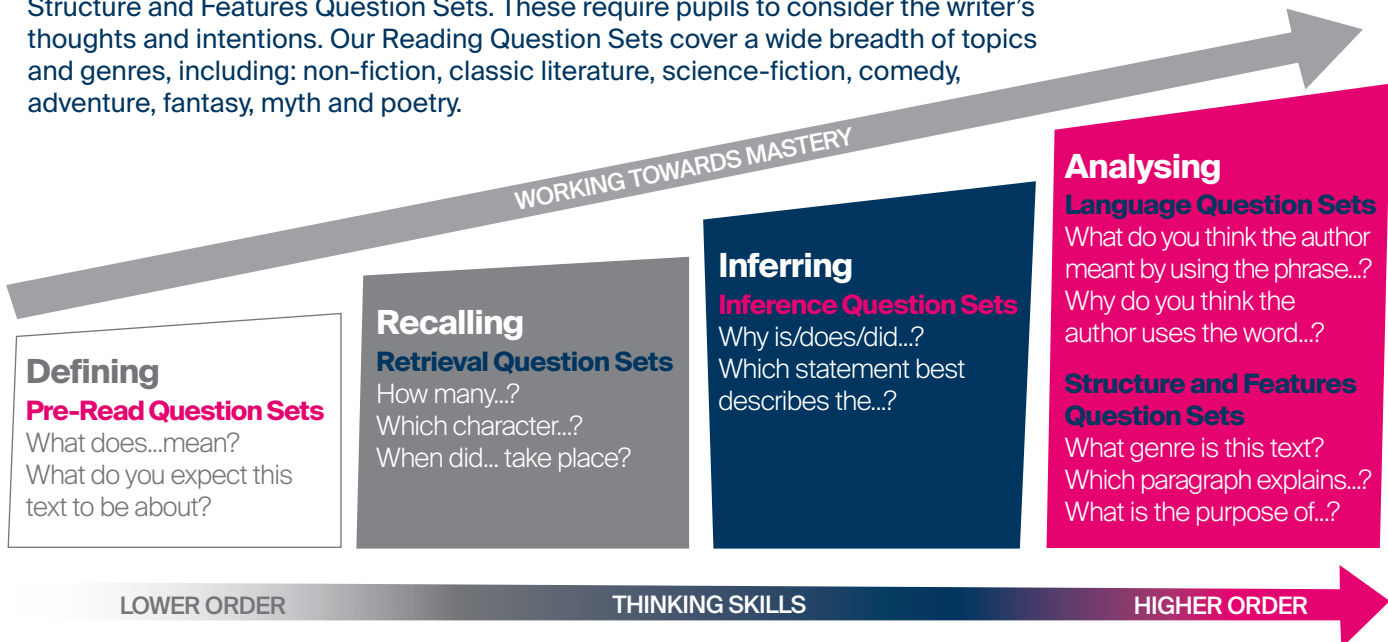 Structure and Features Question Sets. These require pupils to consider the writer's
thoughts and intentions. Our Reading Question Sets cover a wide breadth of topics
and genres, including: non-fiction, classic literature, science-fiction, comedy,
adventure, fantasy, myth and poetry.
WORKING TOWARDS MASTERY
Defining
Pre-Read Question Sets
What does...mean?
What do you expect this
text to be about?
Recalling
Retrieval Question Sets
How many...?
Which character...?
When did... take place?
Inferring
Inference Question Sets
Why is/does/did...?
Which statement best
describes the...?
Analysing
Language Question Sets
What do you think the author
meant by using the phrase...?
Why do you think the
author uses the word...?
Structure and Features
Question Sets
What genre is this text?
Which paragraph explains...?
What is the purpose of...?
LOWER ORDER
THINKING SKILLS
HIGHER ORDER